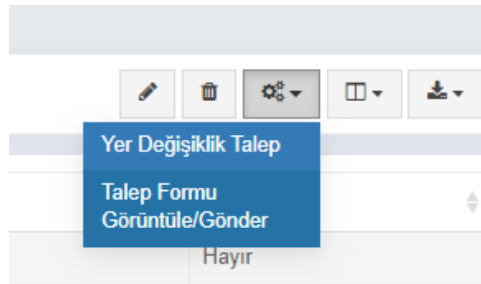 Yer Değişiklik Talep
Talep Formu
Görüntüle/Gönder
Hayır